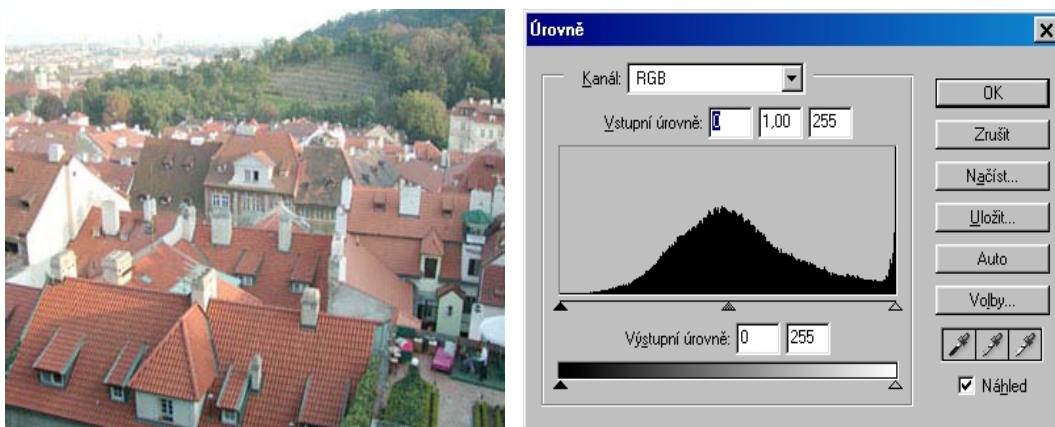 Úrovně
Kanál: RGB
Vstupní úrovně: 0 1,00 255
Výstupní úrovně: 0 255
OK
Zrušit
Načíst...
Uložit...
Auto
Volby...
Náhled